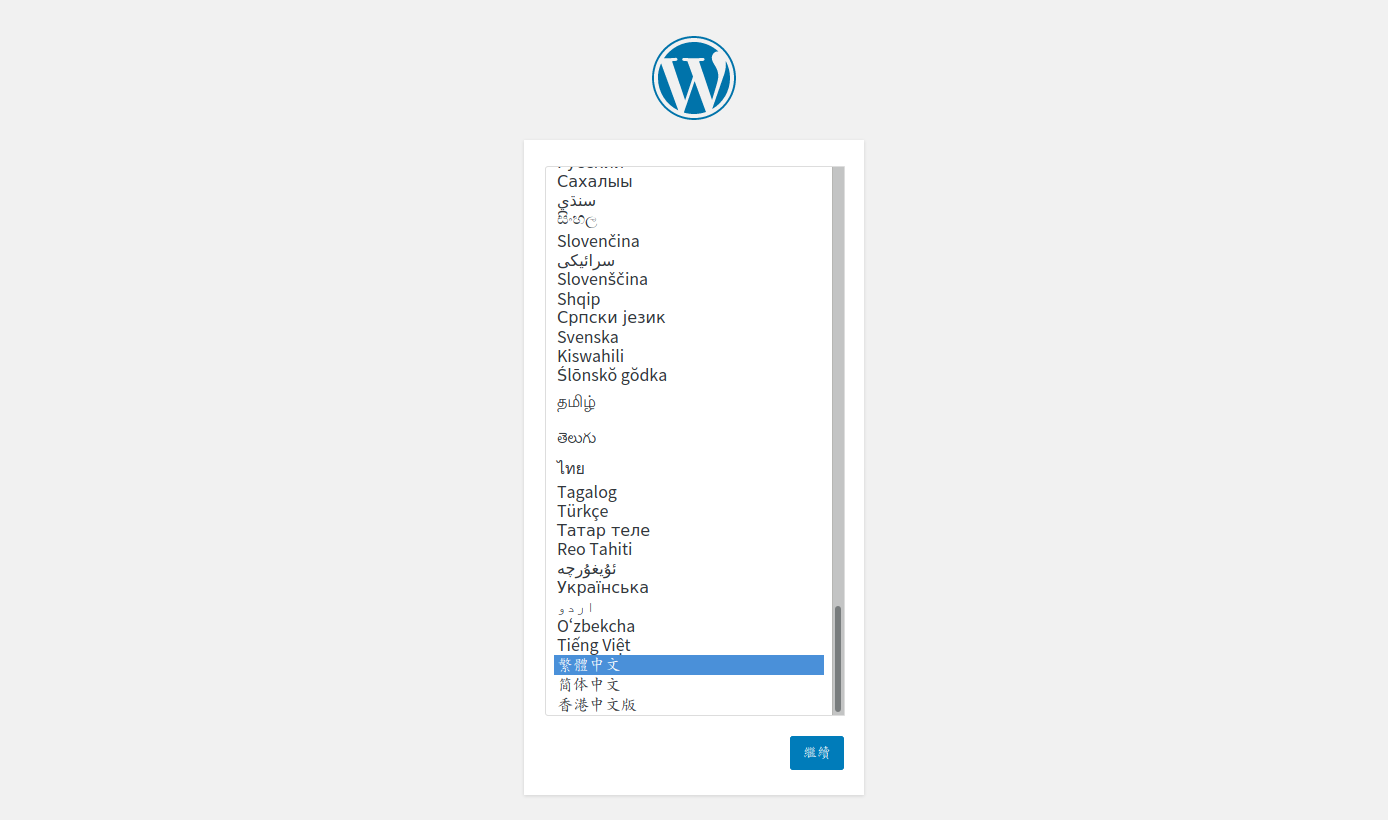 Русский
Сахалыы
سنڌي
සිංහල
Slovenčina
سرائیکی
Slovenščina
Shqip
Српски језик
Svenska
Kiswahili
Ślōnskŏ gŏdka
தமிழ்
తెలుగు
ไทย
Tagalog
Türkçe
Татар теле
Reo Tahiti
ئۇيغۇرچە
Українська
اردو
O‘zbekcha
Tiếng Việt
繁體中文
简体中文
香港中文版
繼續